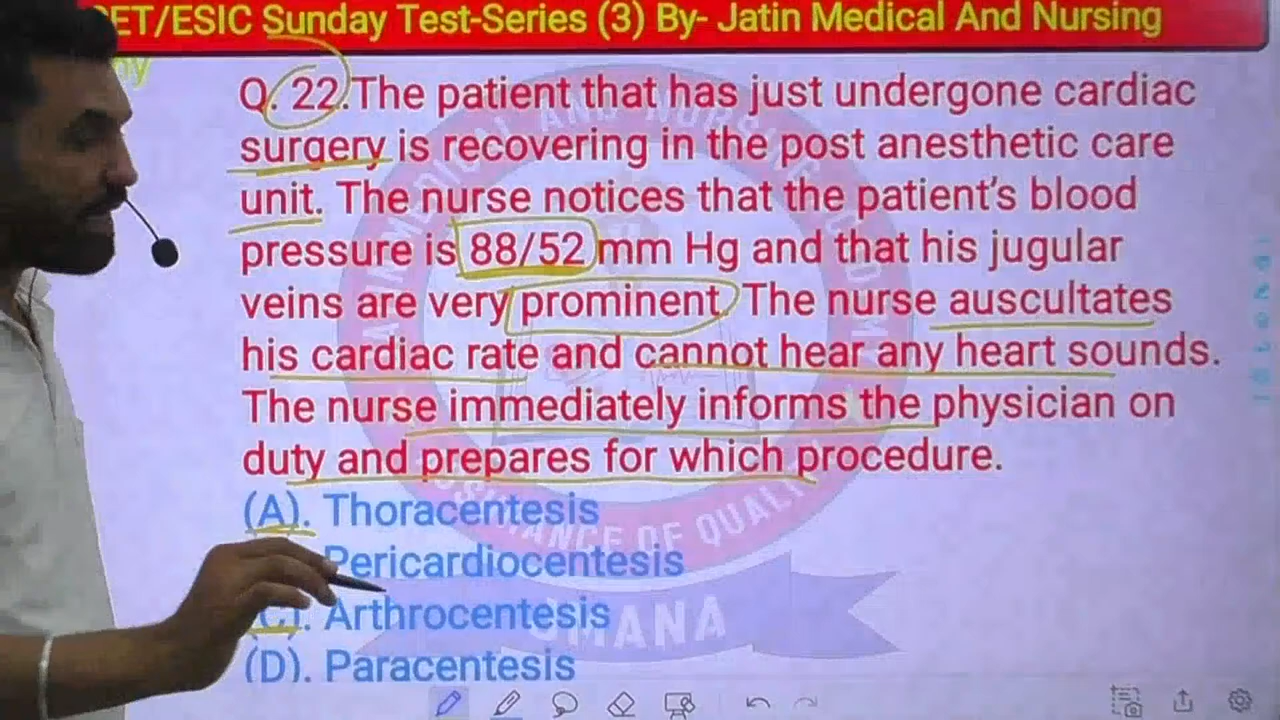 ET/ESIC Sunday Test-Series (3) By- Jatin Medical And Nursing
my
Q. 22. The patient that has just undergone cardiac
surgery is recovering in the post anesthetic care
unit. The nurse notices that the patient's blood
pressure is 88/52 mm Hg and that his jugular
veins are very prominent. The nurse auscultates
his cardiac rate and cannot hear any heart sounds.
The nurse immediately informs the physician on
duty and prepares for which procedure.
(A). Thoracentesis
Pericardiocentesis
(C). Arthrocentesis
(D). Paracentesis
JMANA